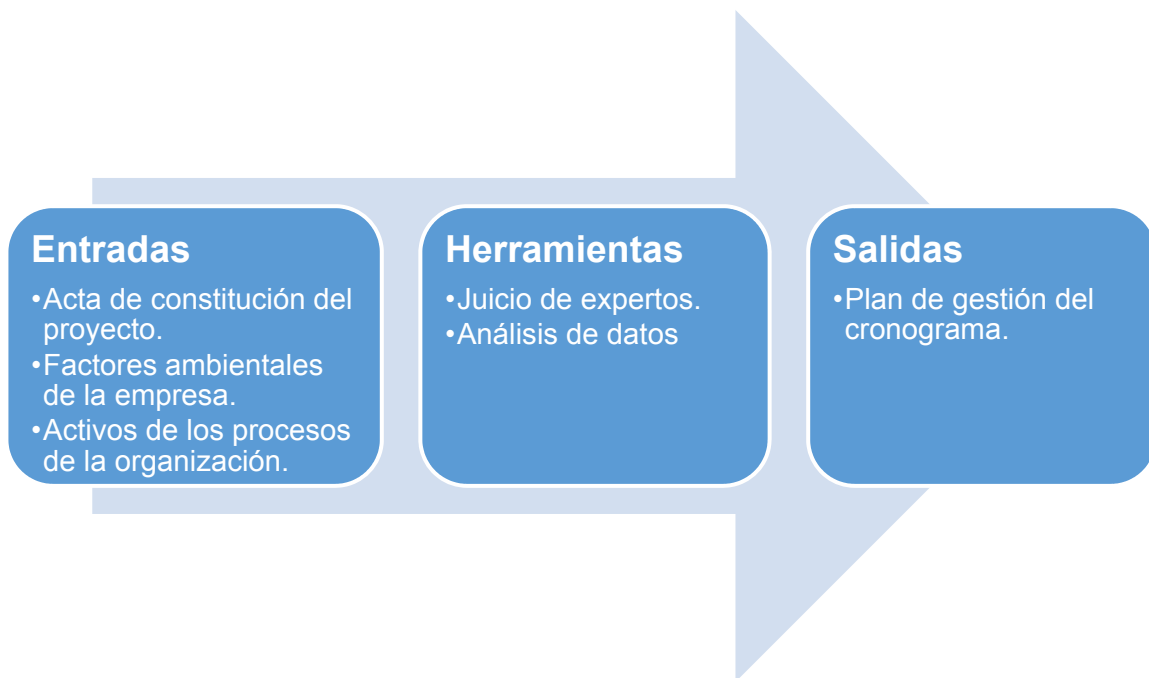 Entradas
•Acta de constitución del
proyecto.
•Factores ambientales
de la empresa.
•Activos de los procesos
de la organización.
Herramientas
•Juicio de expertos.
•Análisis de datos
Salidas
•Plan de gestión del
cronograma.